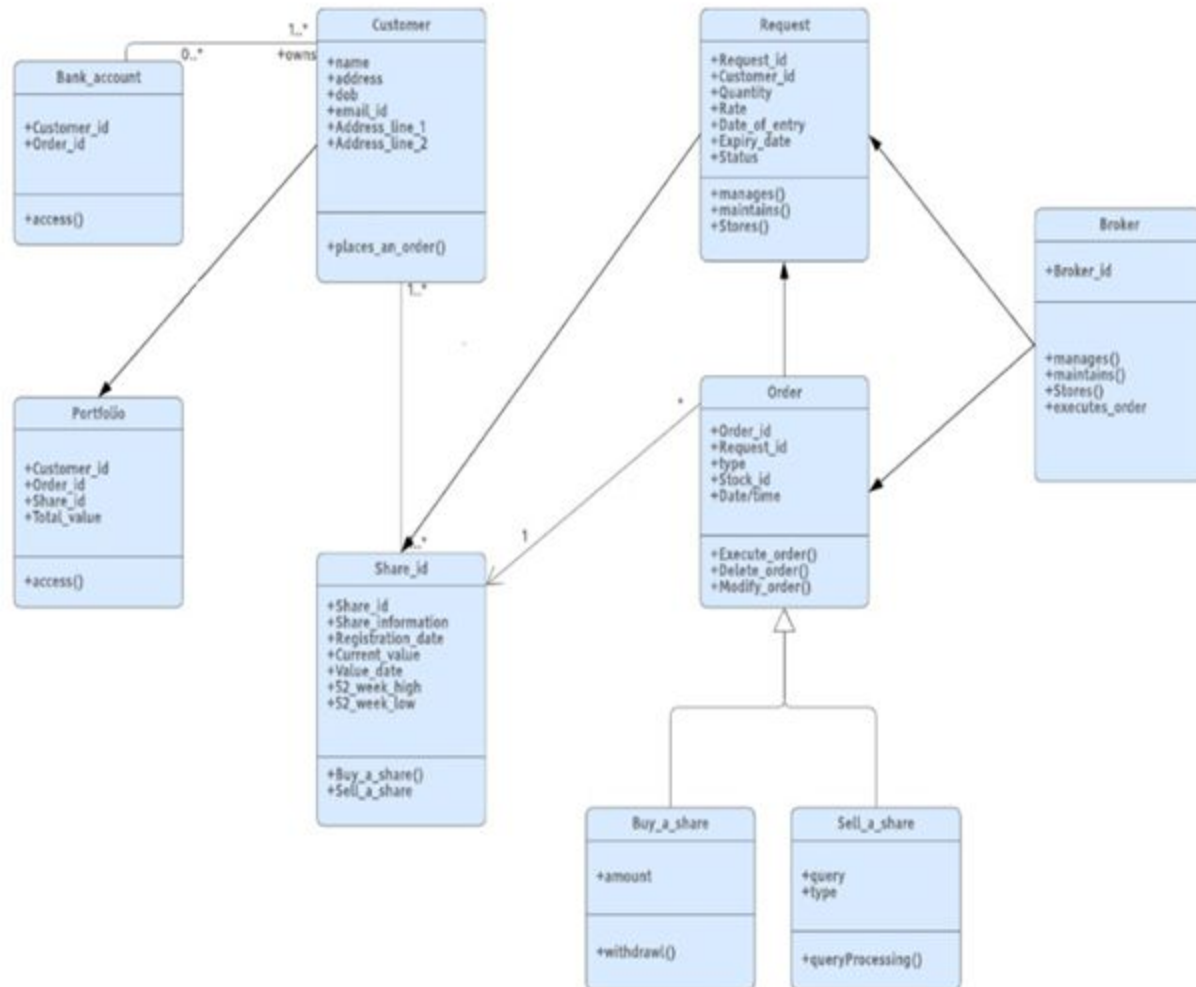 Customer
+name
+address
+dob
+email_id
+Address_line_1
+Address_line_2
+places_an_order()
1..*
0..*
+owns
Bank_account
+Customer_id
+Order_id
+access()
Request
+Request_id
+Customer_id
+Quantity
+Rate
+Date_of_entry
+Expiry_date
+Status
+manages()
+maintains()
+Stores()
Broker
+Broker_id
+manages()
+maintains()
+Stores()
+executes_order
1..*
Portfolio
+Customer_id
+Order_id
+Share_id
+Total_value
+access()
Order
+Order_id
+Request_id
+type
+Stock_id
+Date/time
+Execute_order()
+Delete_order()
+Modify_order()
*
1
..*
Share_id
+Share_id
+Share_information
+Registration_date
+Current_value
+Value_date
+52_week_high
+52_week_low
+Buy_a_share()
+Sell_a_share
Buy_a_share
+amount
+withdrawl()
Sell_a_share
+query
+type
+queryProcessing()